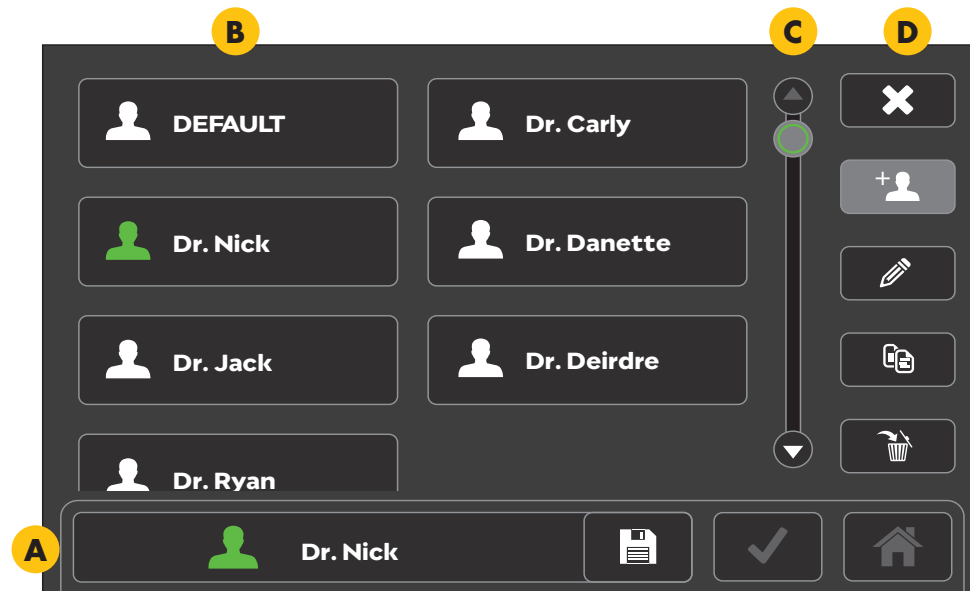 B C D
DEFAULT Dr. Carly
Dr. Nick Dr. Danette
Dr. Jack Dr. Deirdre
Dr. Ryan
A Dr. Nick